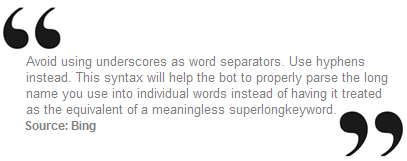 Avoid using underscores as word separators. Use hyphens
instead. This syntax will help the bot to properly parse the long
name you use into individual words instead of having it treated
as the equivalent of a meaningless superlongkeyword.
Source: Bing